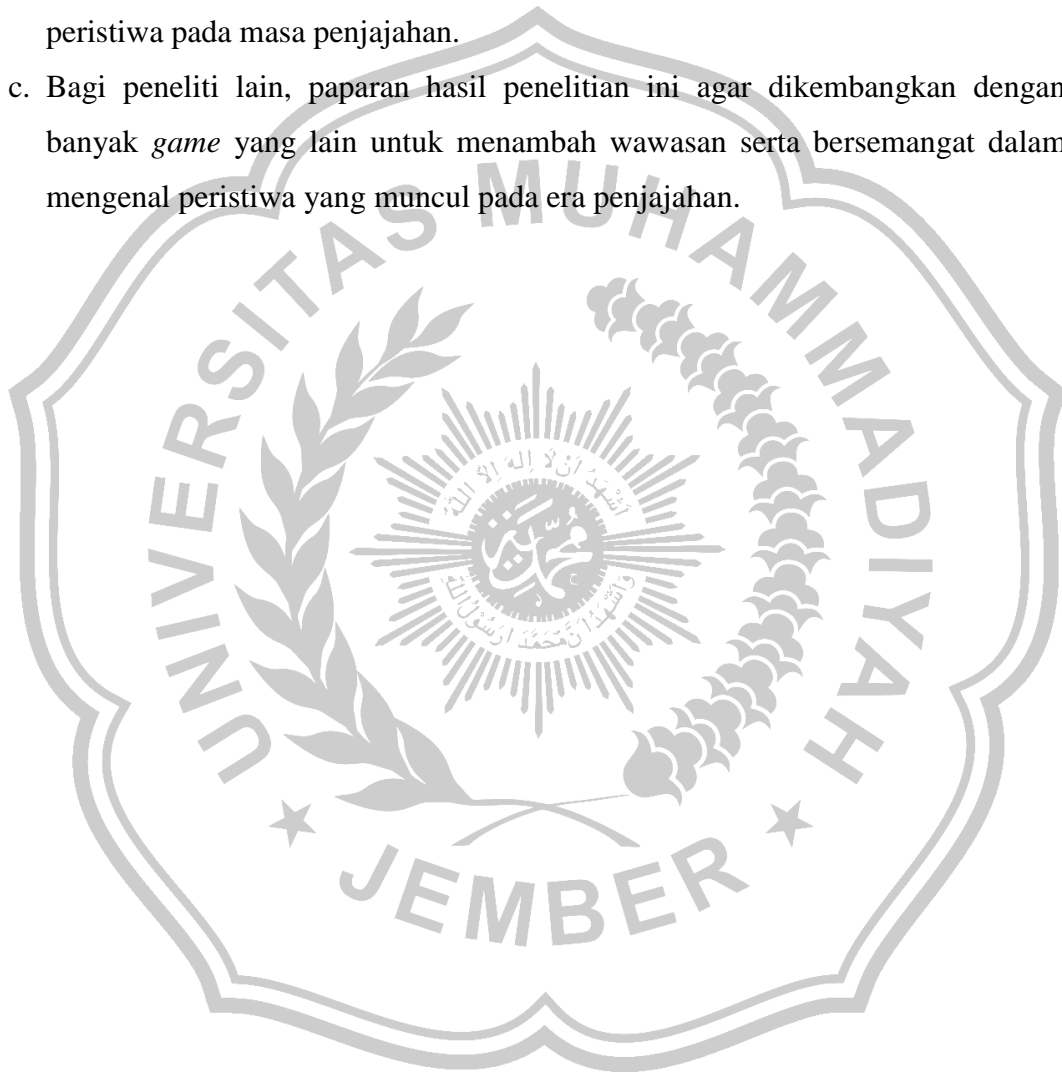 peristiwa pada masa penjajahan.
c. Bagi peneliti lain, paparan hasil penelitian ini agar dikembangkan dengan
banyak game yang lain untuk menambah wawasan serta bersemangat dalam
mengenal peristiwa yang muncul pada era penjajahan.
UNIVERSITAS MUHAMMADIYAH
JEMBER